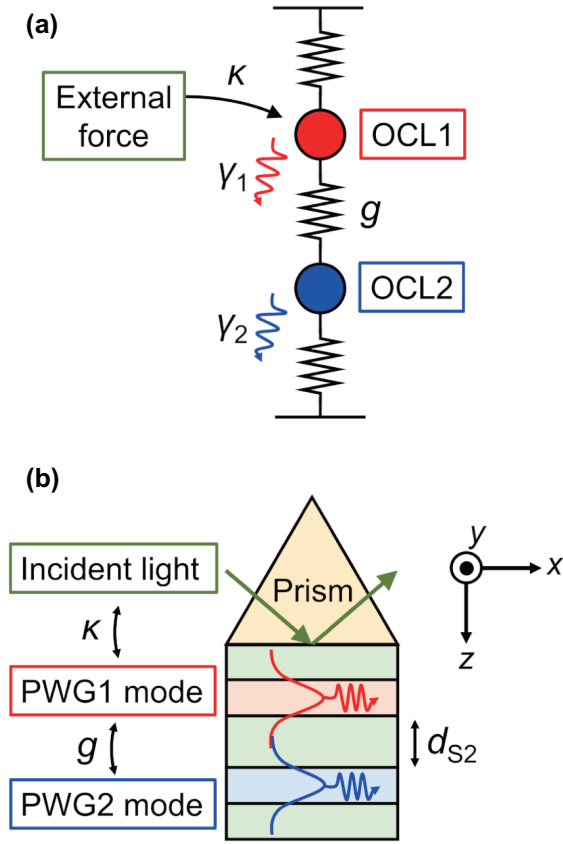 (a)
κ
External
force
OCL1
γ1
g
OCL2
γ2
(b)
y
x
z
Incident light
Prism
κ
PWG1 mode
g
dS2
PWG2 mode